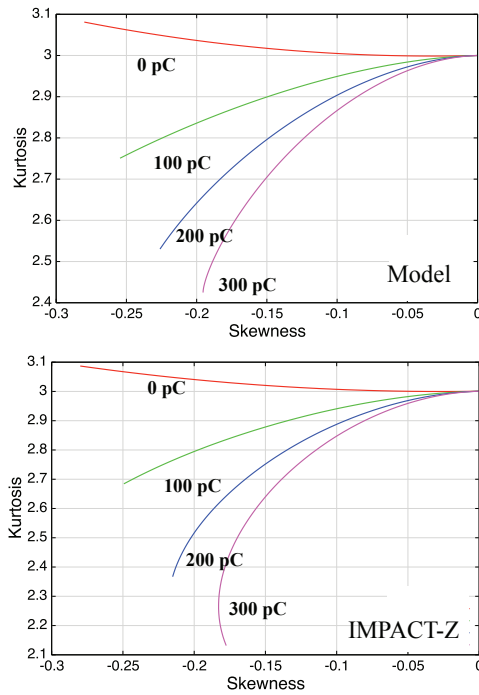 3.1
3
2.9
2.8
2.7
2.6
2.5
2.4
Kurtosis
0 pC
100 pC
200 pC
300 pC
Model
-0.3 -0.25 -0.2 -0.15 -0.1 -0.05 0
Skewness
3.1
3
2.9
2.8
2.7
2.6
2.5
2.4
2.3
2.2
2.1
Kurtosis
0 pC
100 pC
200 pC
300 pC
IMPACT-Z
-0.3 -0.25 -0.2 -0.15 -0.1 -0.05 0
Skewness